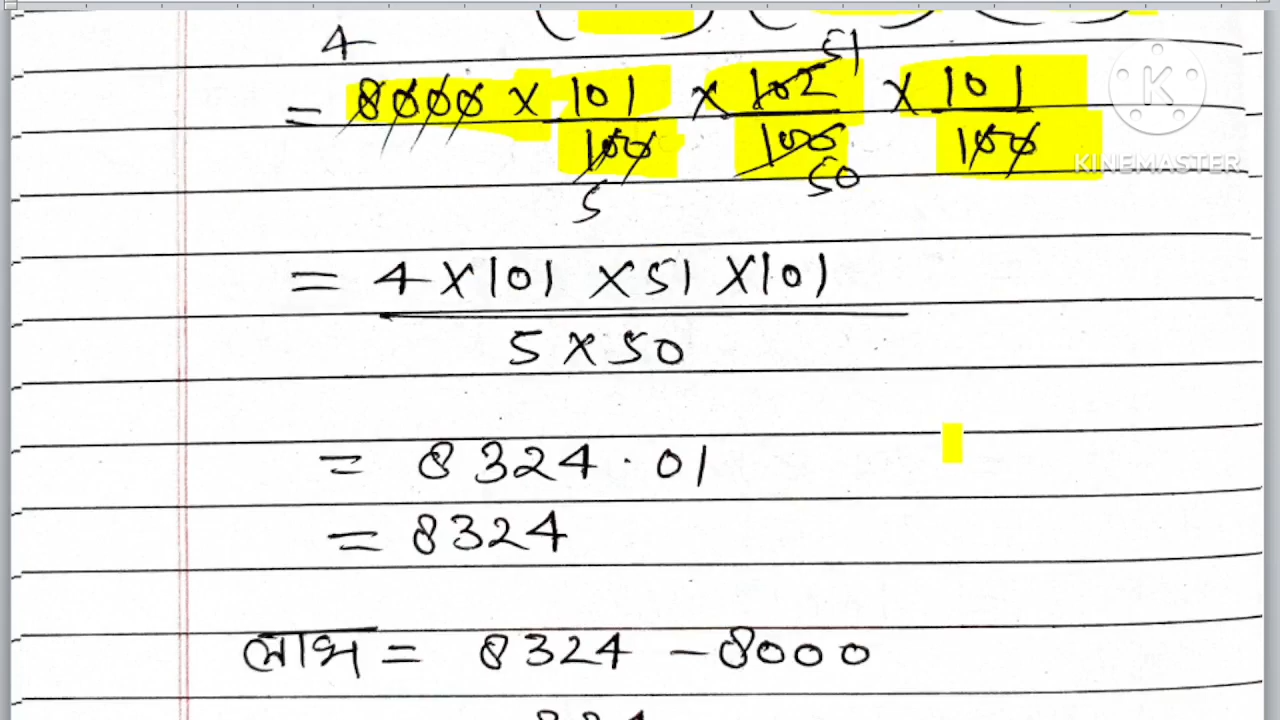 4 51
= 8000 × 101/100 × 102/100 × 101/100
5 50
= 4 × 101 × 51 × 101
5 × 50
= 8324.01
= 8324
= 8324 - 8000
K
KINEMASTER